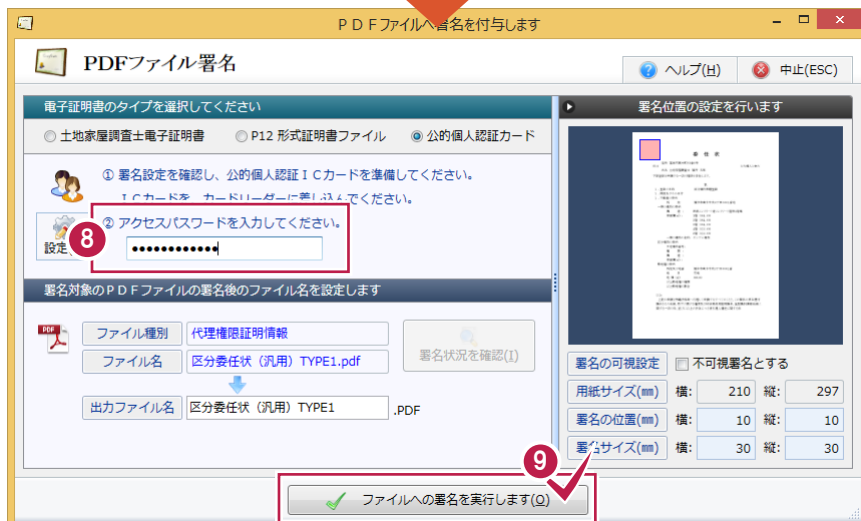 ＰＤＦファイルへ署名を付与します
PDFファイル署名
ヘルプ(H)
中止(ESC)
電子証明書のタイプを選択してください
土地家屋調査士電子証明書
P12 形式証明書ファイル
公的個人認証カード
① 署名設定を確認し、公的個人認証ＩＣカードを準備してください。
ＩＣカードを、カードリーダーに差し込んでください。
② アクセスパスワードを入力してください。
8
設定
●●●●●●●●●●●●
署名対象のＰＤＦファイルの署名後のファイル名を設定します
PDF
ファイル種別
代理権限証明情報
ファイル名
区分委任状（汎用）TYPE1.pdf
署名状況を確認(I)
出力ファイル名
区分委任状（汎用）TYPE1
.PDF
署名位置の設定を行います
署名の可視設定
不可視署名とする
用紙サイズ(㎜) 横: 210 縦: 297
署名の位置(㎜) 横: 10 縦: 10
署名サイズ(㎜) 横: 30 縦: 30
9
ファイルへの署名を実行します(O)